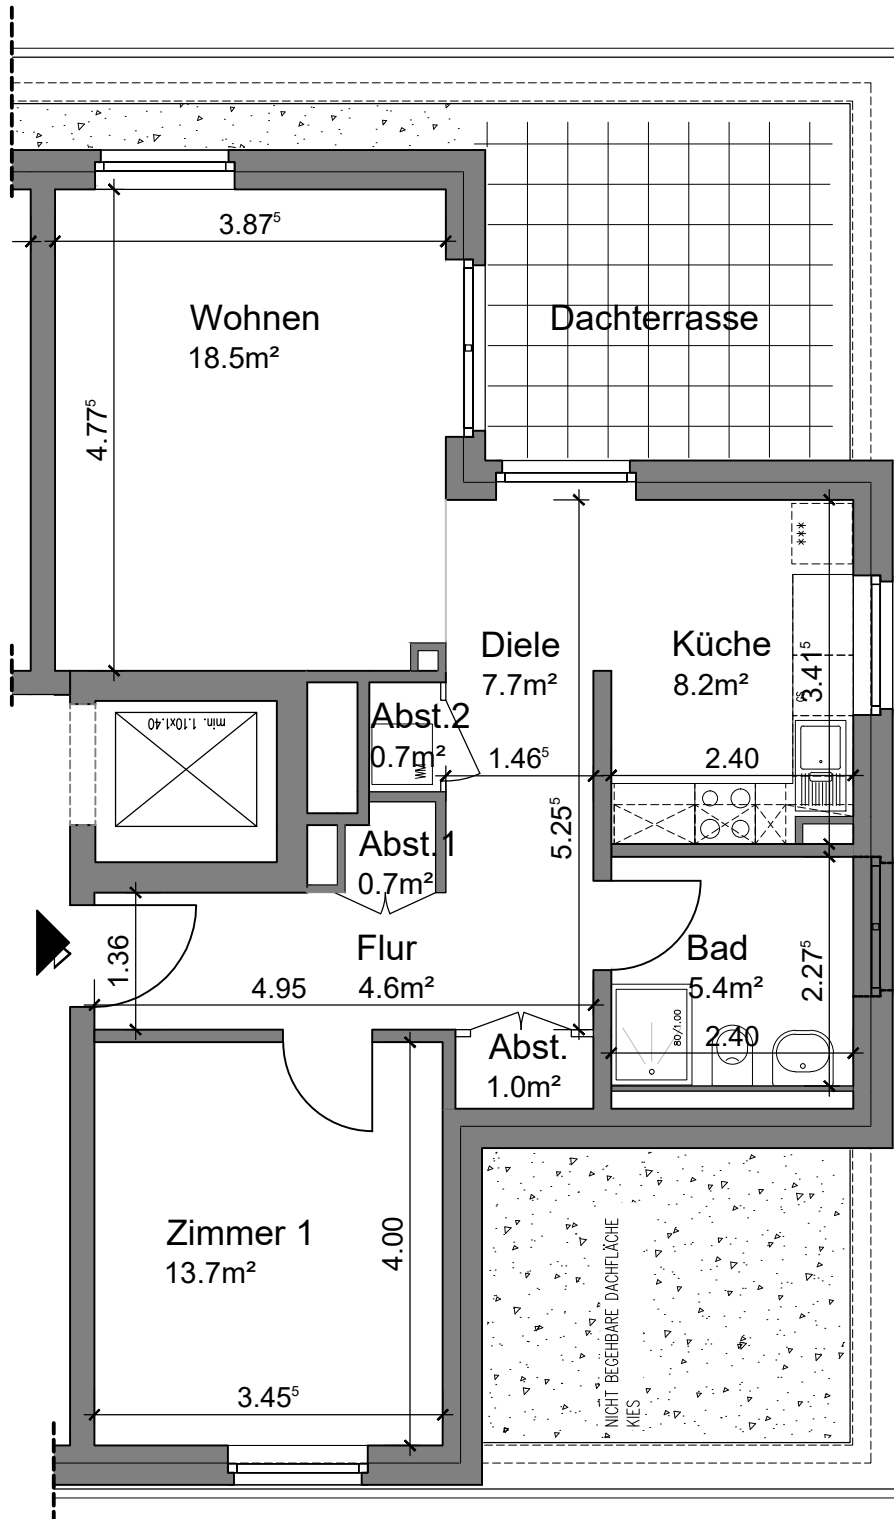 3.87⁵
Wohnen
18.5m²
Dachterrasse
4.77⁵
***
Diele
7.7m²
Küche
8.2m²
3.41⁵
GS
min. 1.10x1.40
Abst.2
0.7m²
WM
1.46⁵
2.40
5.25⁵
Abst.1
0.7m²
1.36
Flur
4.95
4.6m²
Bad
5.4m²
2.27⁵
80/1.00
2.40
Abst.
1.0m²
Zimmer 1
13.7m²
4.00
3.45⁵
NICHT BEGEHBARE DACHFLÄCHE
KIES